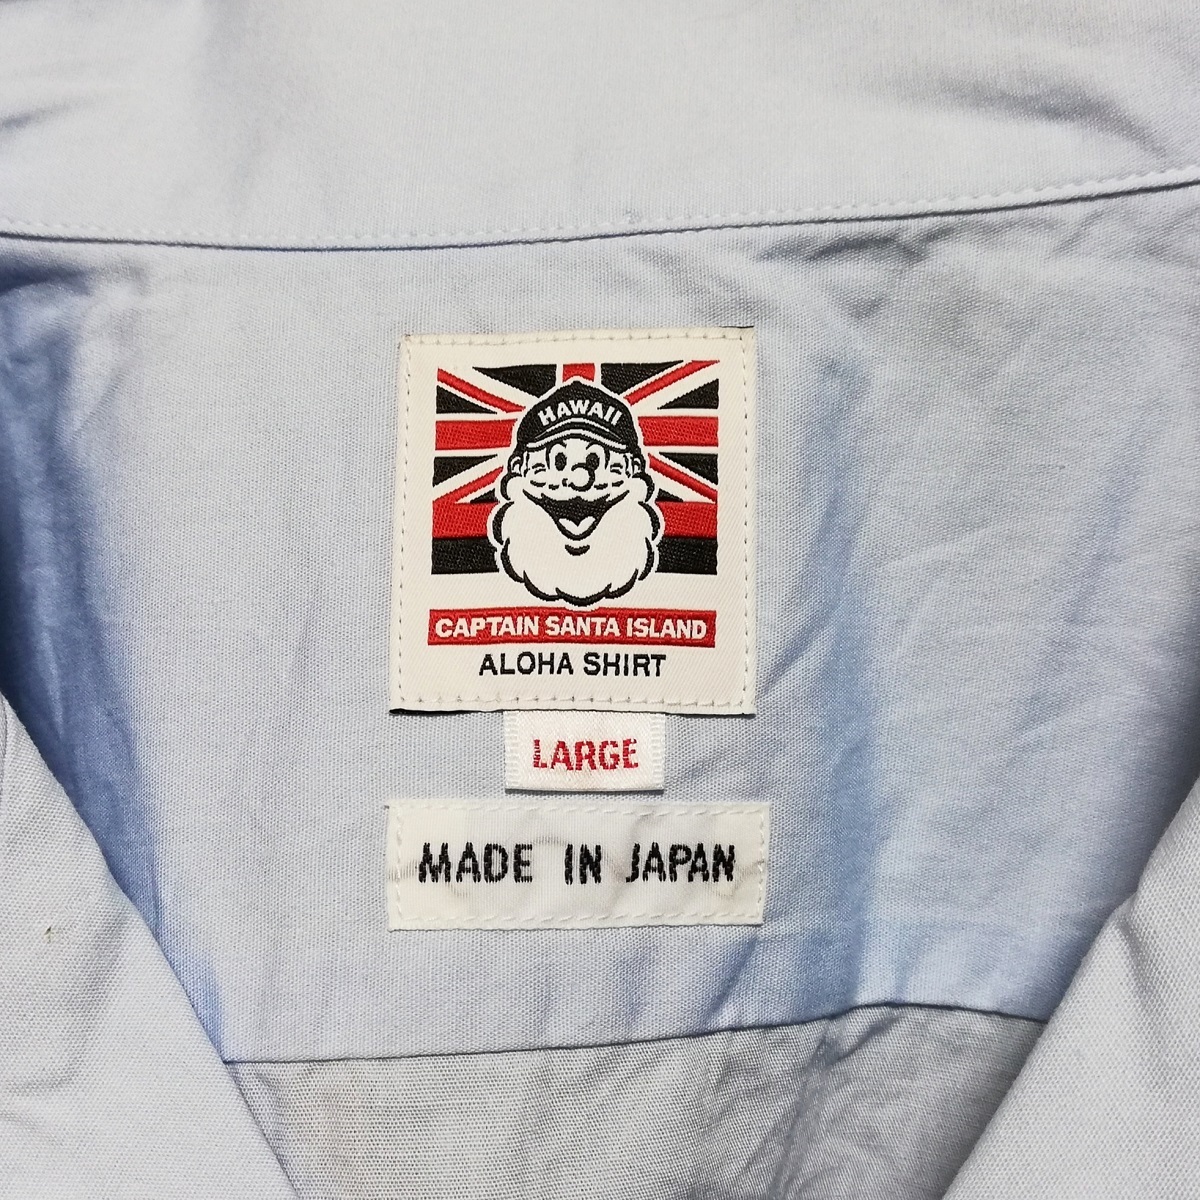 HAWAII
CAPTAIN SANTA ISLAND
ALOHA SHIRT
LARGE
MADE IN JAPAN